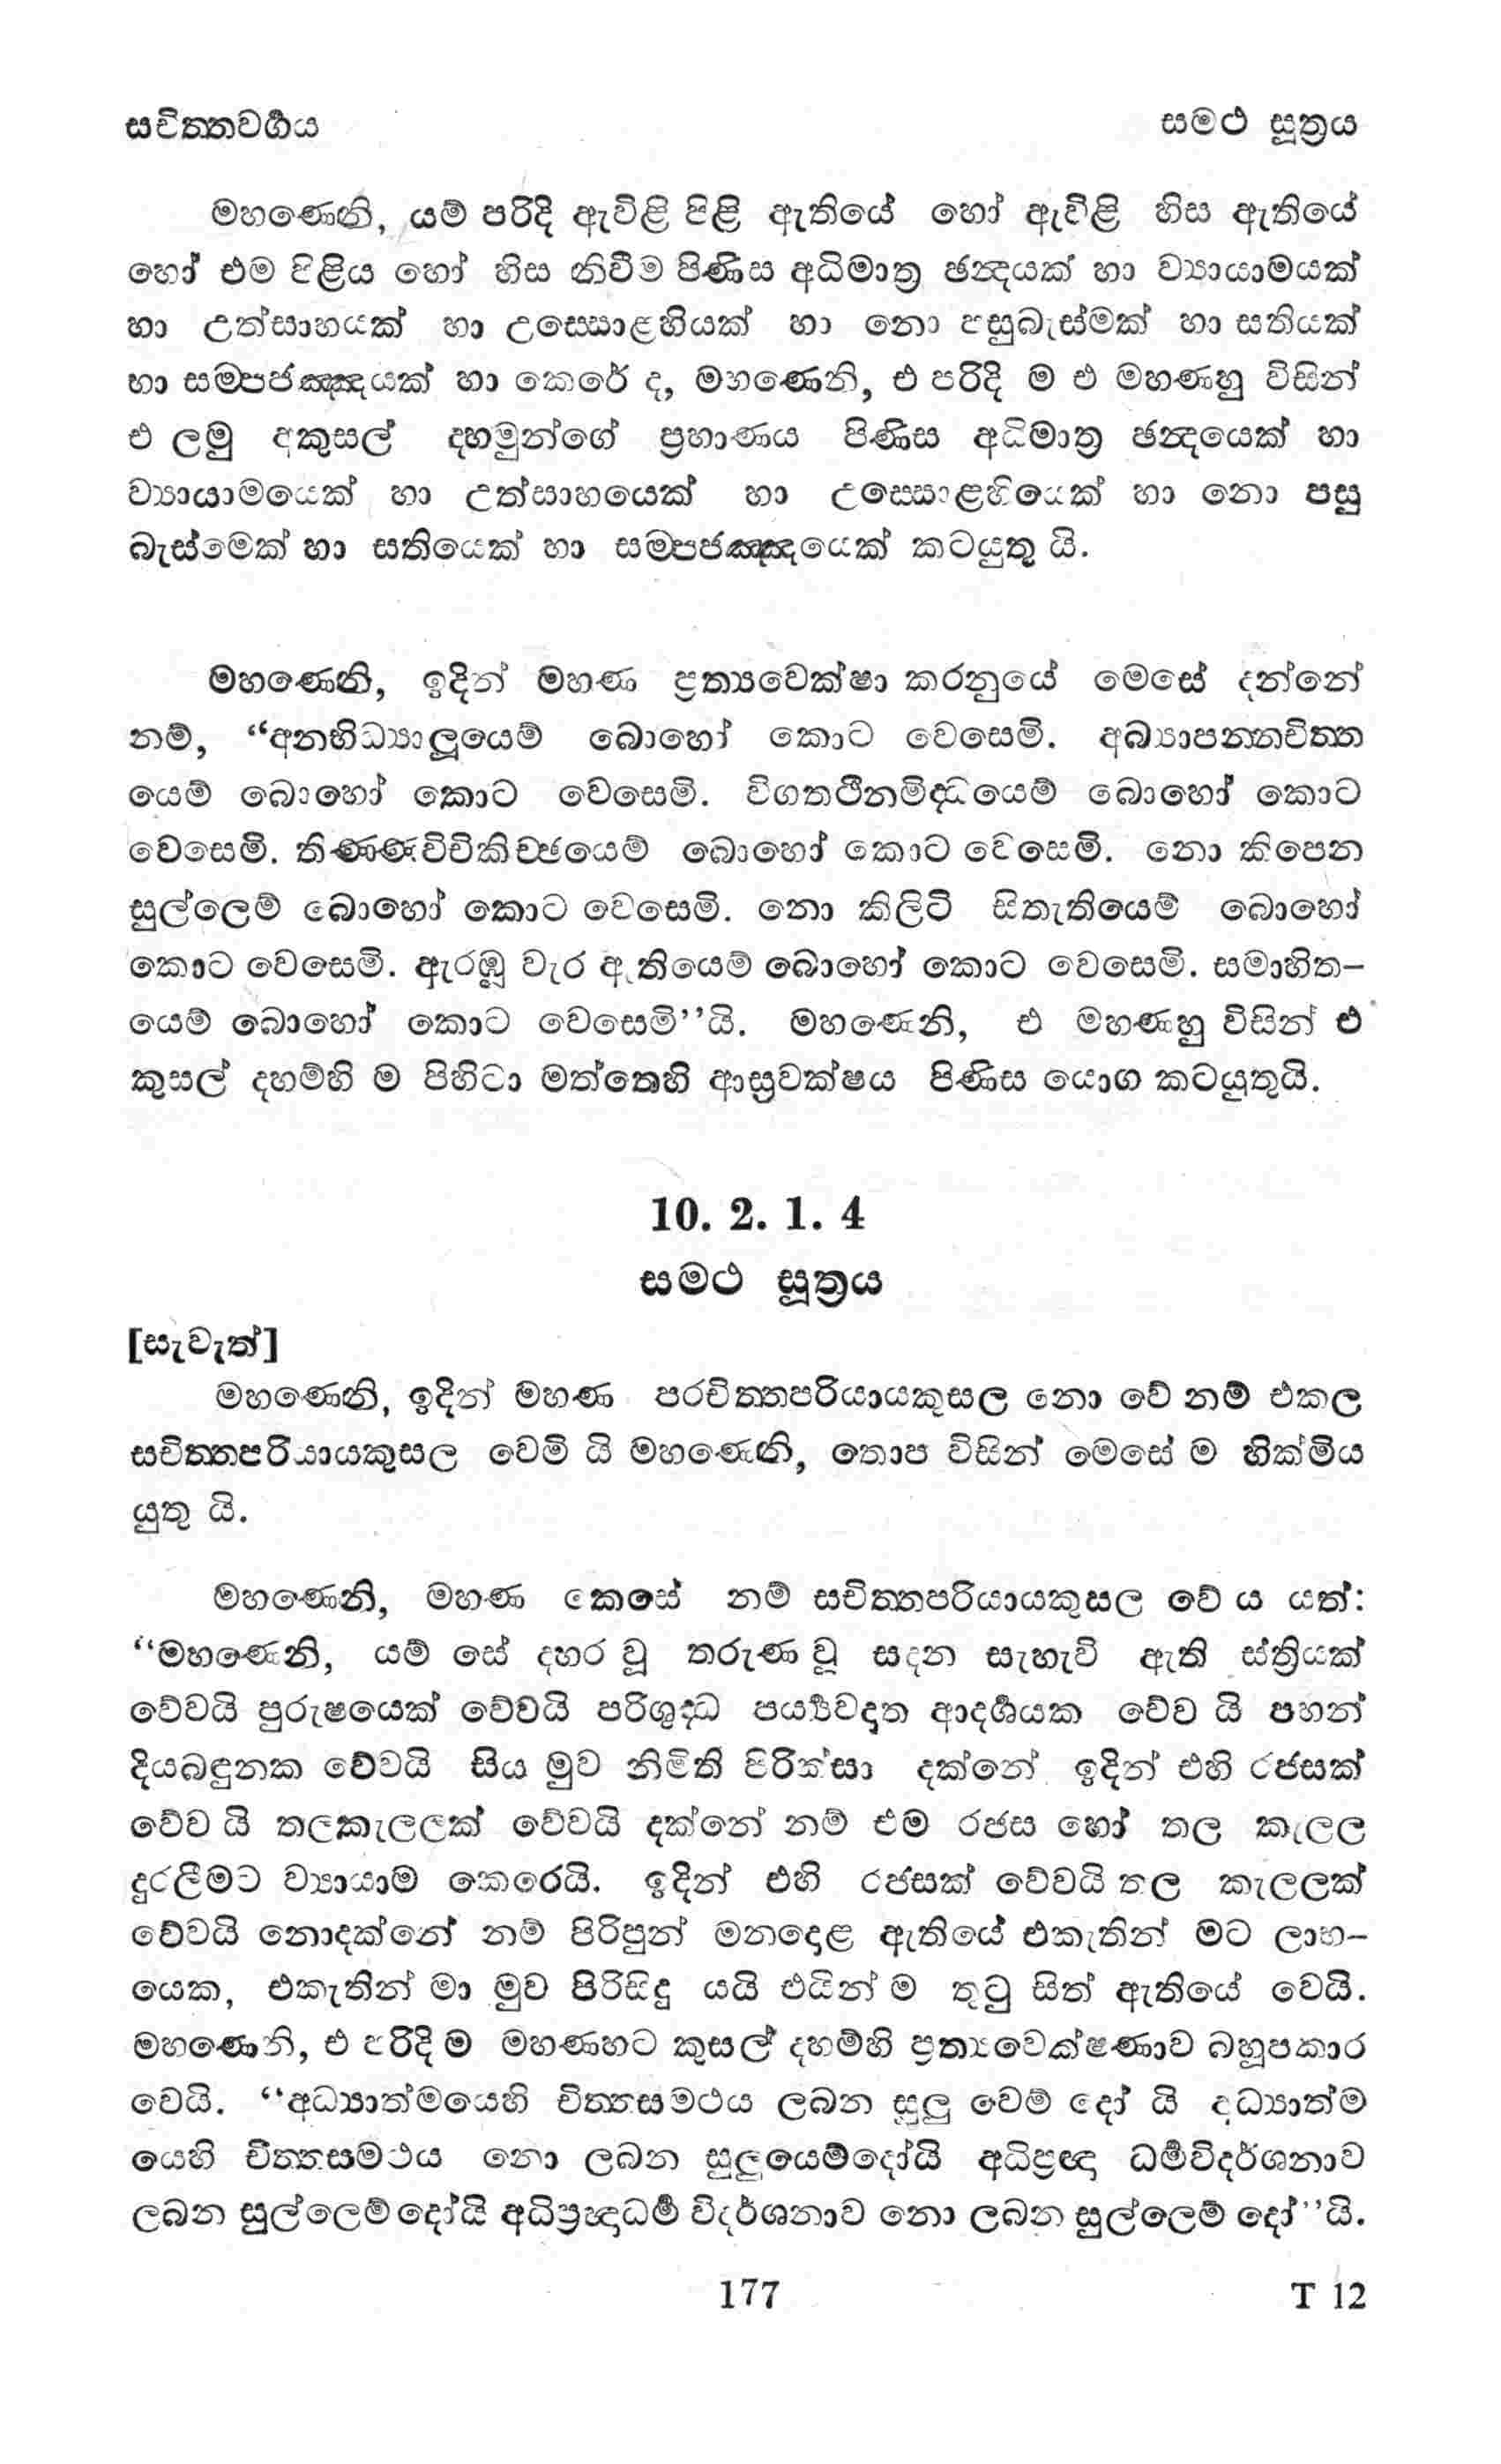 සචිත්තවර්ගය සමථ සූත්‍රය
මහණෙනි, යම් පරිදි ඇවිළි පිළි ඇතියේ හෝ ඇවිළි හිස ඇතියේ
හෝ එම පිළිය හෝ හිස නිවීම පිණිස අධිමාත්‍ර ඡන්‍දයක් හා ව්‍යායාමයක්
හා උත්සාහයක් හා උස්සොළ්හියක් හා නො පසුබැස්මක් හා සතියක්
හා සම්පජඤ්ඤයක් හා කෙරේ ද, මහණෙනි, එ පරිදි ම එ මහණහු විසින්
එ ලමු අකුසල් දහමුන්ගේ ප්‍රහාණය පිණිස අධිමාත්‍ර ඡන්‍දයෙක් හා
ව්‍යායාමයෙක් හා උත්සාහයෙක් හා උස්සොළ්හියෙක් හා නො පසු
බැස්මෙක් හා සතියෙක් හා සම්පජඤ්ඤයෙක් කටයුතු යි.
මහණෙනි, ඉදින් මහණ ප්‍රත්‍යවෙක්ෂා කරනුයේ මෙසේ දන්නේ
නම්, “අනභිධ්‍යාලූයෙම් බොහෝ කොට වෙසෙමි. අබ්‍යාපන්නචිත්ත
යෙම් බොහෝ කොට වෙසෙමි. විගතථීනමිද්ධයෙම් බොහෝ කොට
වෙසෙමි. තිණ්ණවිචිකිච්ඡයෙම් බොහෝ කොට වෙසෙමි. නො කිපෙන
සුල්ලෙම් බොහෝ කොට වෙසෙමි. නො කිලිටි සිතැතියෙම් බොහෝ
කොට වෙසෙමි. ඇරඹූ වැර ඇතියෙම් බොහෝ කොට වෙසෙමි. සමාහිත-
යෙම් බොහෝ කොට වෙසෙමි”යි. මහණෙනි, එ මහණහු විසින් එ
කුසල් දහම්හි ම පිහිටා මත්තෙහි ආස්‍රවක්ෂය පිණිස යොග කටයුතුයි.
10. 2. 1. 4
සමථ සූත්‍රය
[සැවැත්]
මහණෙනි, ඉදින් මහණ පරචිත්තපරියායකුසල නො වේ නම් එකල
සචිත්තපරියායකුසල වෙමි යි මහණෙනි, තොප විසින් මෙසේ ම හික්මිය
යුතු යි.
මහණෙනි, මහණ කෙසේ නම් සචිත්තපරියායකුසල වේ ය යත්:
“මහණෙනි, යම් සේ දහර වූ තරුණ වූ සදන සැහැවි ඇති ස්ත්‍රියක්
වේවයි පුරුෂයෙක් වේවයි පරිශුද්ධ පර්‍ය්‍යවදාත ආදර්ශයක වේව යි පහන්
දියබඳුනක වේවයි සිය මුව නිමිති පිරික්සා දක්නේ ඉදින් එහි රජසක්
වේව යි තලකැලලක් වේවයි දක්නේ නම් එම රජස හෝ තල කැලල
දුරලීමට ව්‍යායාම කෙරෙයි. ඉදින් එහි රජසක් වේවයි තල කැලලක්
වේවයි නොදක්නේ නම් පිරිපුන් මනදොළ ඇතියේ එකැතින් මට ලාභ-
යෙක, එකැතින් මා මුව පිරිසිදු යයි එයින් ම තුටු සිත් ඇතියේ වෙයි.
මහණෙනි, එ පරිදි ම මහණහට කුසල් දහම්හි ප්‍රත්‍යවෙක්ෂණාව බහූපකාර
වෙයි. “අධ්‍යාත්මයෙහි චිත්තසමථය ලබන සුලු වෙම් දෝ යි අධ්‍යාත්ම
යෙහි චිත්තසමථය නො ලබන සුලුයෙම්දෝයි අධිප්‍රඥා ධර්මවිදර්ශනාව
ලබන සුල්ලෙම් දෝයි අධිප්‍රඥාධර්ම විදර්ශනාව නො ලබන සුල්ලෙම් දෝ”යි.
177 T 12